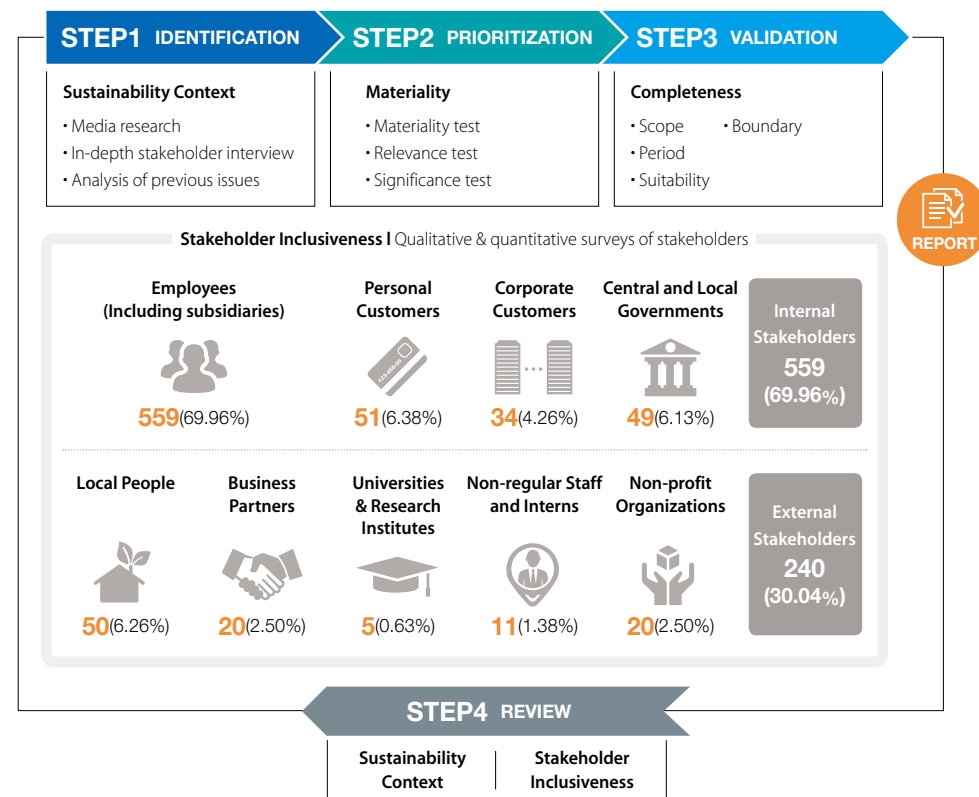 STEP1 IDENTIFICATION
STEP2 PRIORITIZATION
STEP3 VALIDATION
Sustainability Context
• Media research
• In-depth stakeholder interview
• Analysis of previous issues
Materiality
• Materiality test
• Relevance test
• Significance test
Completeness
• Scope • Boundary
• Period
• Suitability
REPORT
Stakeholder Inclusiveness l Qualitative & quantitative surveys of stakeholders
Employees
(Including subsidiaries)
559(69.96%)
Personal
Customers
123-456-00
51(6.38%)
Corporate
Customers
34(4.26%)
Central and Local
Governments
49(6.13%)
Internal
Stakeholders
559
(69.96%)
Local People
50(6.26%)
Business
Partners
20(2.50%)
Universities
& Research
Institutes
5(0.63%)
Non-regular Staff
and Interns
11(1.38%)
Non-profit
Organizations
20(2.50%)
External
Stakeholders
240
(30.04%)
STEP4 REVIEW
Sustainability
Context
Stakeholder
Inclusiveness